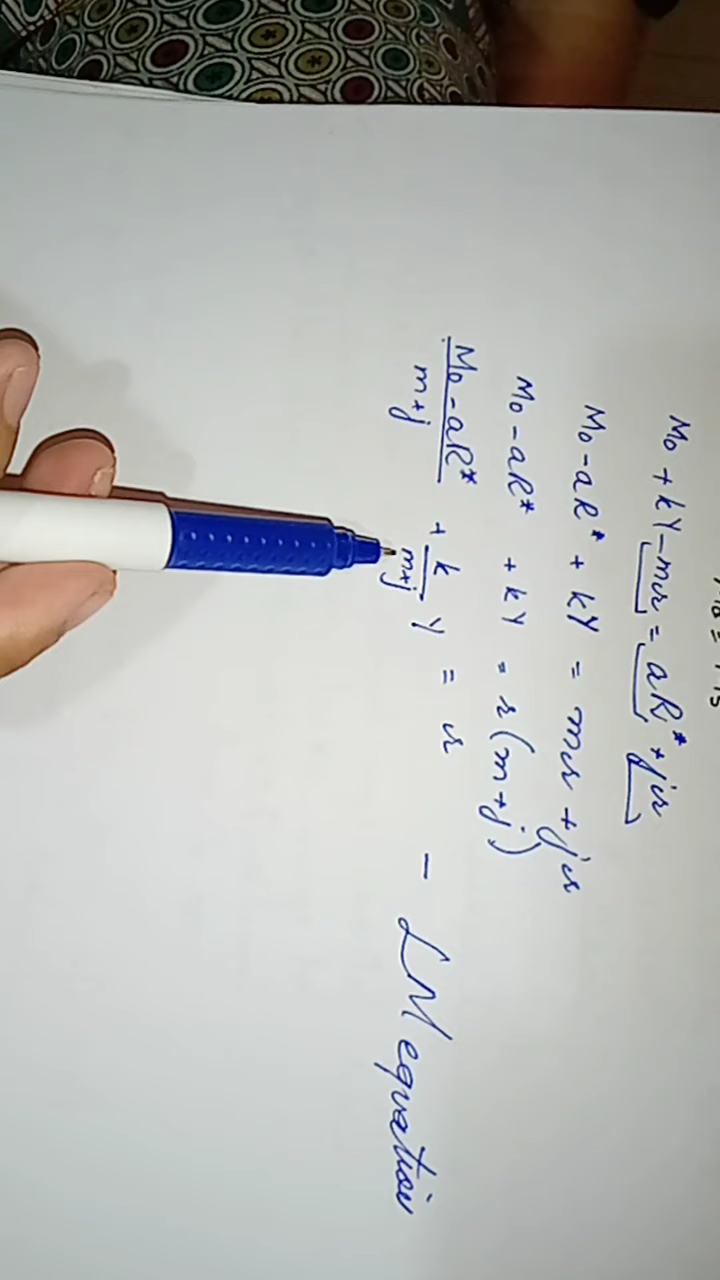 M₀ + kY - mr = aR* + jr
M₀ - aR* + kY = mr + jr
M₀ - aR* + kY = r(m+j)
M₀ - aR* / m+j + k / m+j Y = r - LM equation